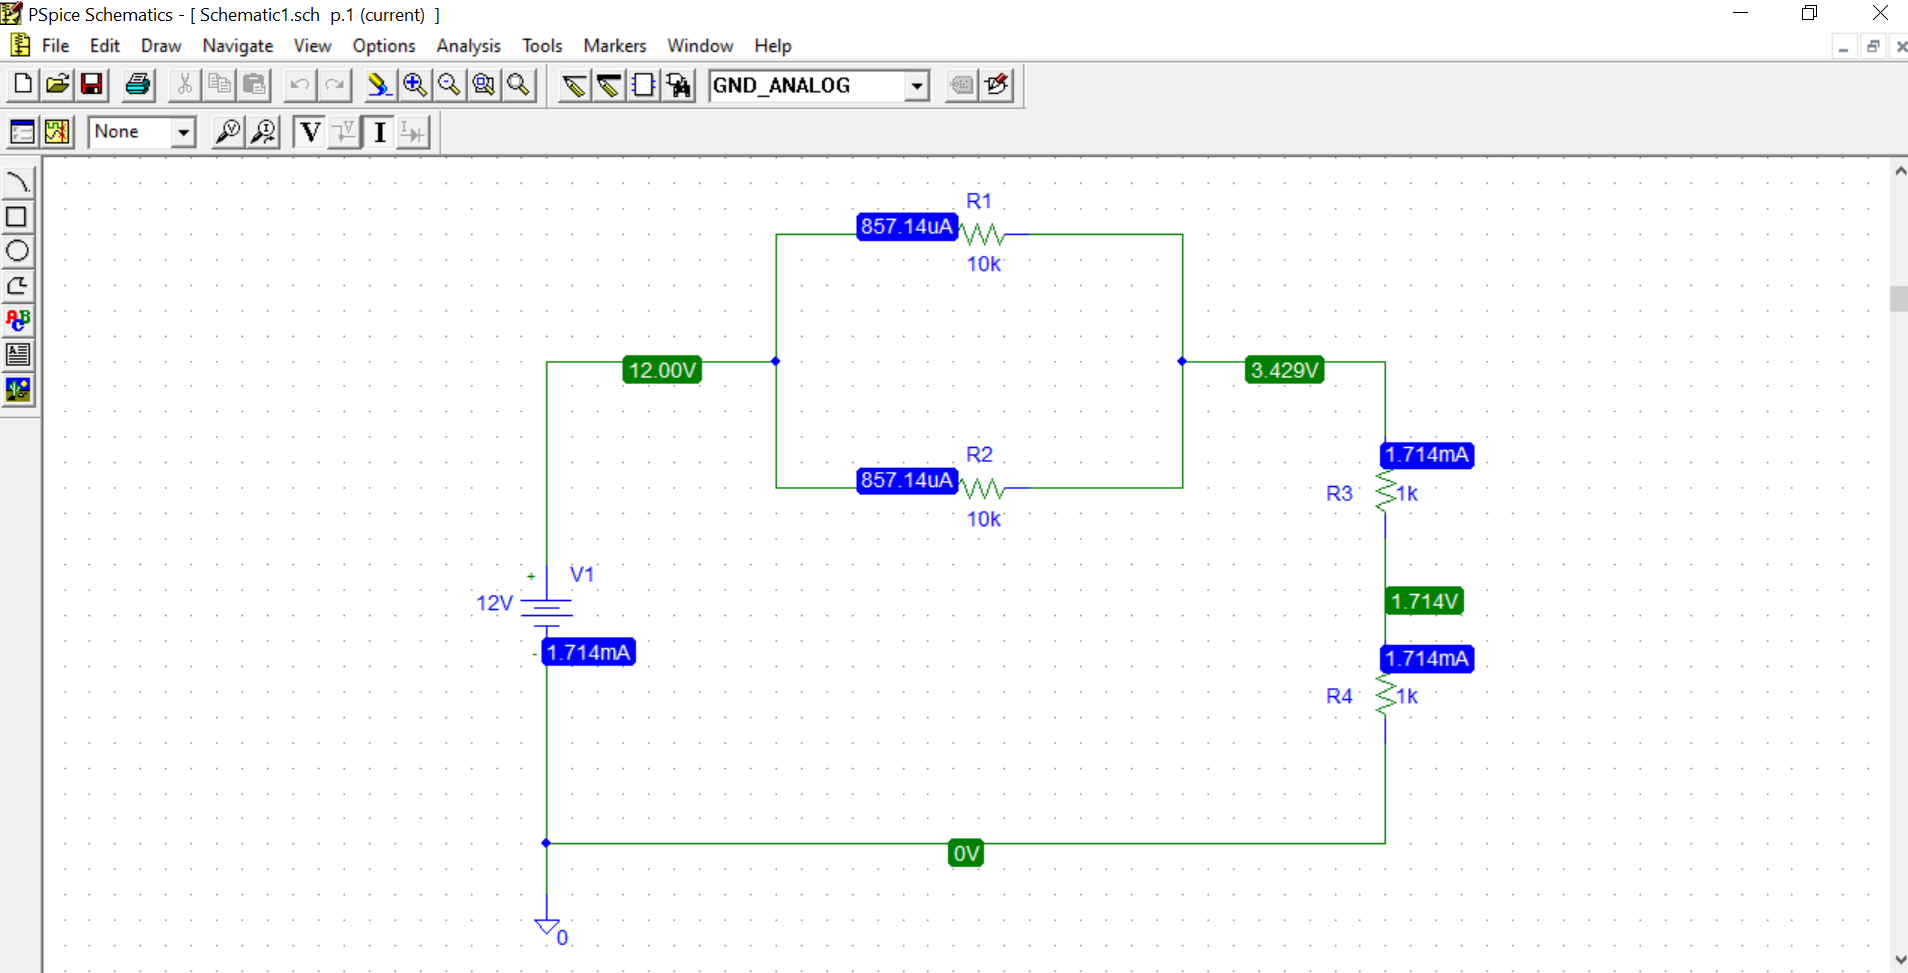 PSpice Schematics - [ Schematic1.sch p.1 (current) ]
File Edit Draw Navigate View Options Analysis Tools Markers Window Help
GND_ANALOG
None
V
V
V
I
I
I
ABC
A
R1
857.14uA
10k
12.00V
3.429V
R2
857.14uA
10k
1.714mA
R3 1k
+ V1
12V
1.714V
- 1.714mA
1.714mA
R4 1k
0V
0